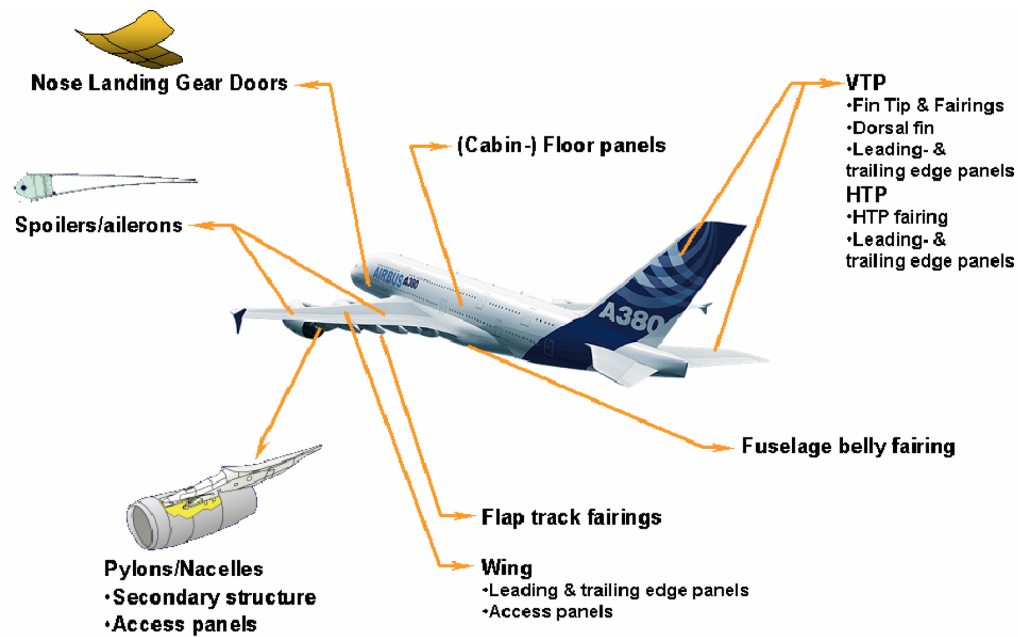 Nose Landing Gear Doors
VTP
•Fin Tip & Fairings
•Dorsal fin
•Leading- &
trailing edge panels
HTP
•HTP fairing
•Leading- &
trailing edge panels
(Cabin-) Floor panels
Spoilers/ailerons
AIRBUS A380
A380
Fuselage belly fairing
Flap track fairings
Wing
•Leading & trailing edge panels
•Access panels
Pylons/Nacelles
•Secondary structure
•Access panels